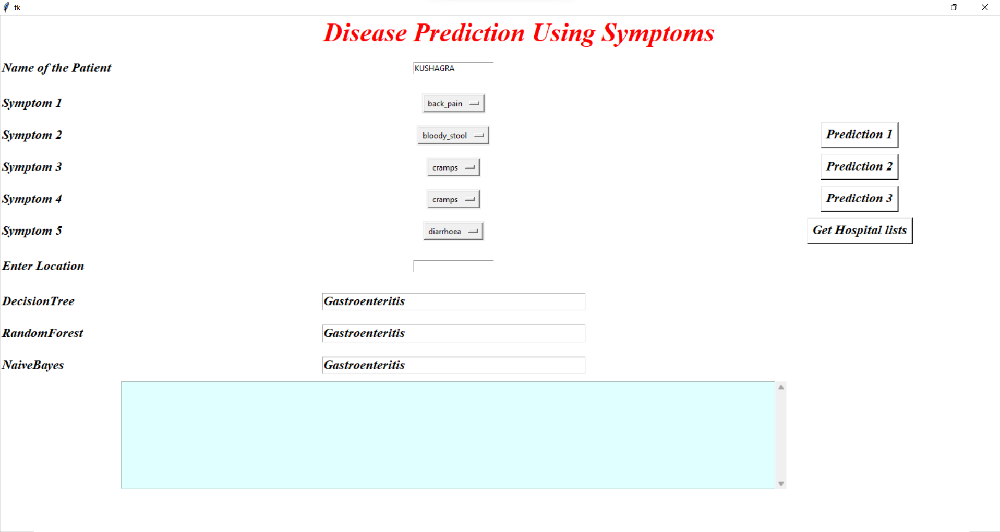 tk
Disease Prediction Using Symptoms
Name of the Patient KUSHAGRA
Symptom 1 back_pain
Symptom 2 bloody_stool Prediction 1
Symptom 3 cramps Prediction 2
Symptom 4 cramps Prediction 3
Symptom 5 diarrhoea Get Hospital lists
Enter Location
DecisionTree Gastroenteritis
RandomForest Gastroenteritis
NaiveBayes Gastroenteritis